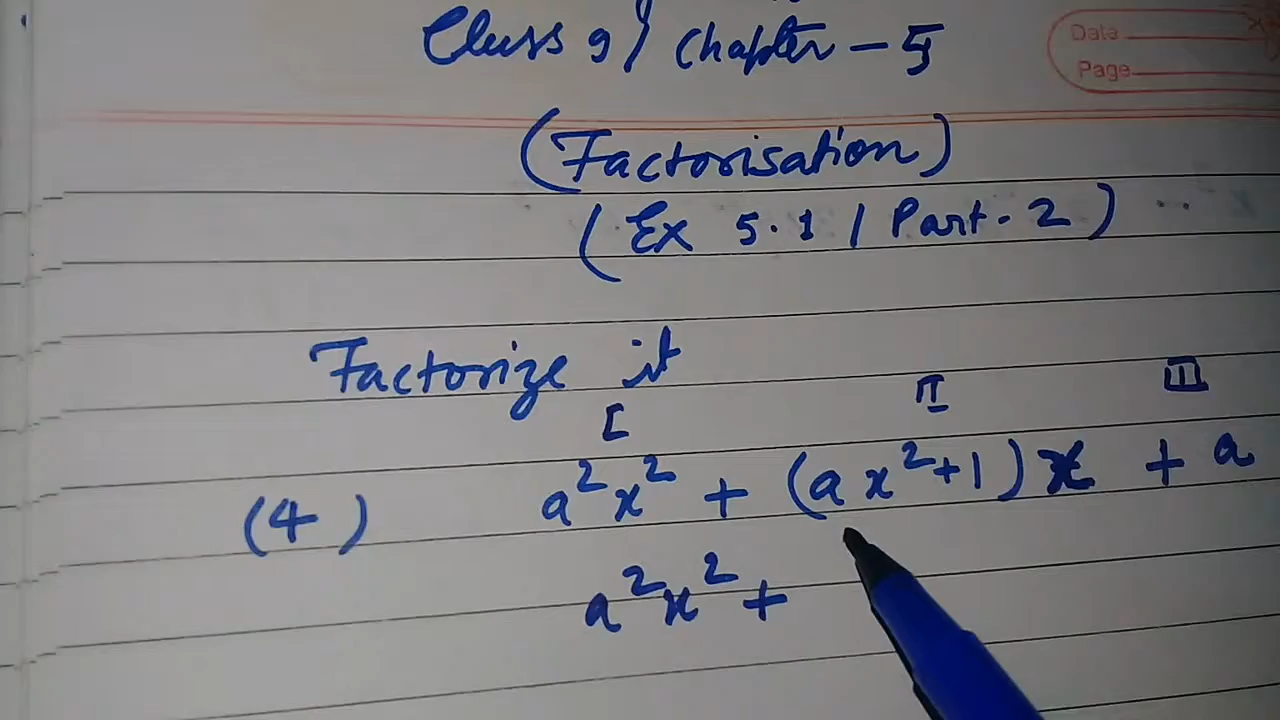 Class 9 / Chapter - 5
Data
Page
(Factorisation)
(Ex 5.1 / Part-2)
Factorize it
I II III
(4) a²x² + (ax²+1)x + a
a²x² +